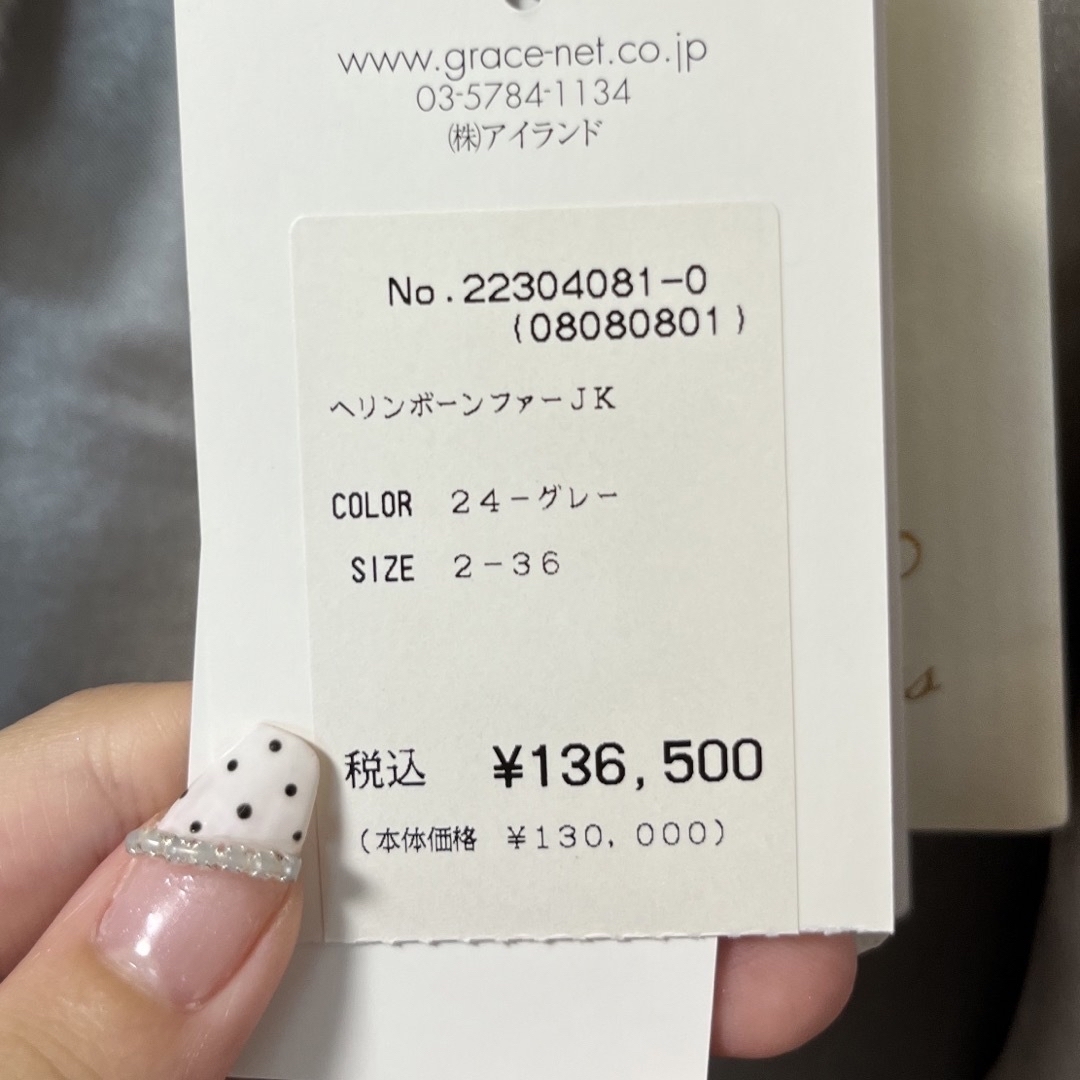 www.grace-net.co.jp
03-5784-1134
㈱アイランド
No.22304081-0
(08080801)
ヘリンボーンファーJK
COLOR 24-グレー
SIZE 2-36
税込 ¥136,500
(本体価格 ¥130,000)